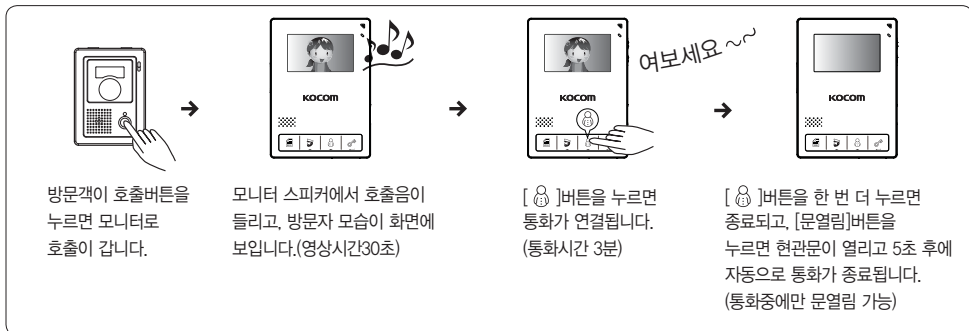 KOCOM
KOCOM
여보세요 ~~
KOCOM
방문객이 호출버튼을
누르면 모니터로
호출이 갑니다.
모니터 스피커에서 호출음이
들리고, 방문자 모습이 화면에
보입니다.(영상시간30초)
[ ]버튼을 누르면
통화가 연결됩니다.
(통화시간 3분)
[ ]버튼을 한 번 더 누르면
종료되고, [문열림]버튼을
누르면 현관문이 열리고 5초 후에
자동으로 통화가 종료됩니다.
(통화중에만 문열림 가능)